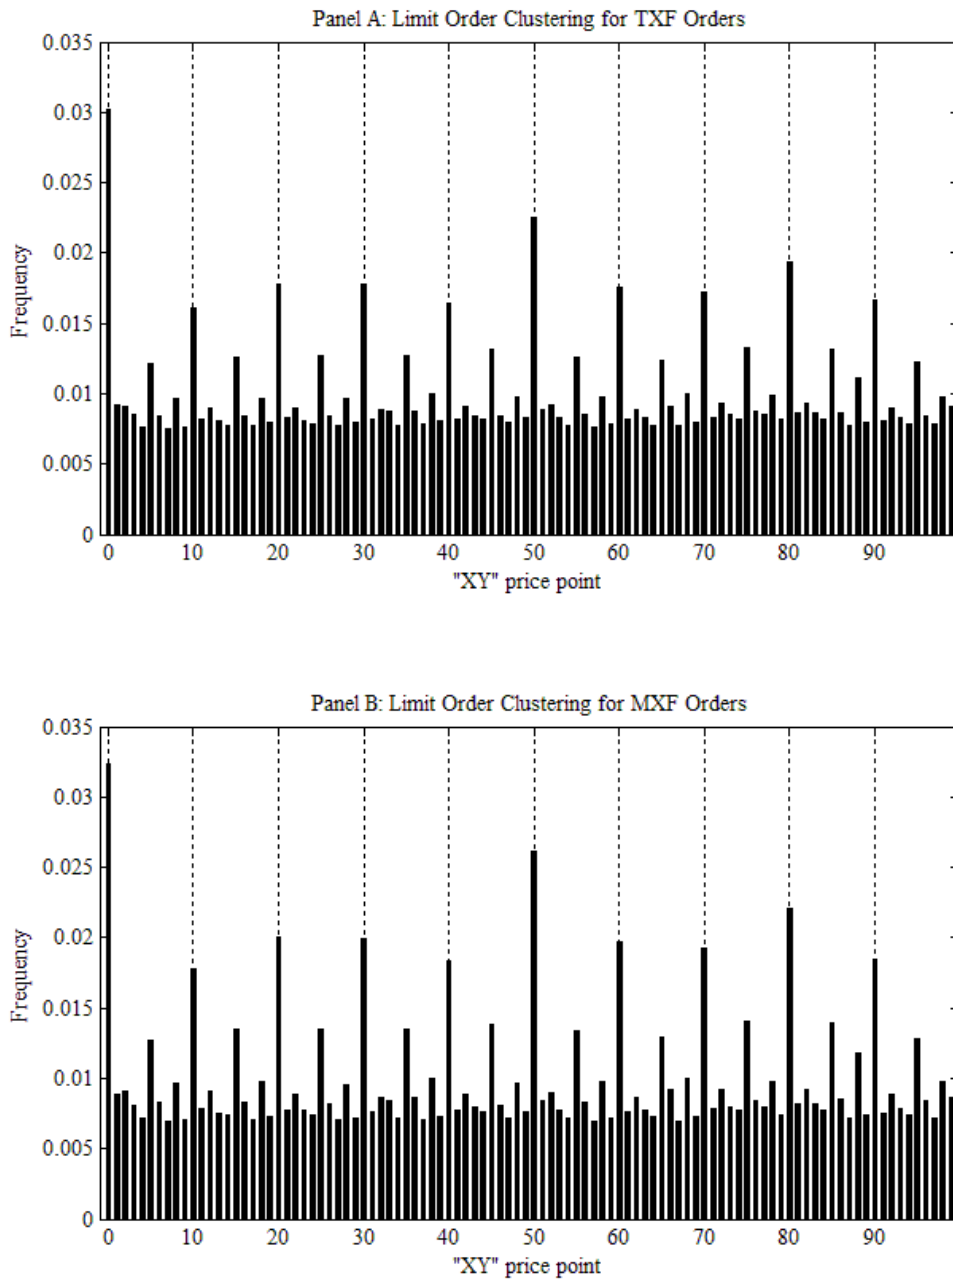 Panel A: Limit Order Clustering for TXF Orders
0.035
0.03
0.025
0.02
0.015
0.01
0.005
0
Frequency
0 10 20 30 40 50 60 70 80 90
"XY" price point
Panel B: Limit Order Clustering for MXF Orders
0.035
0.03
0.025
0.02
0.015
0.01
0.005
0
Frequency
0 10 20 30 40 50 60 70 80 90
"XY" price point